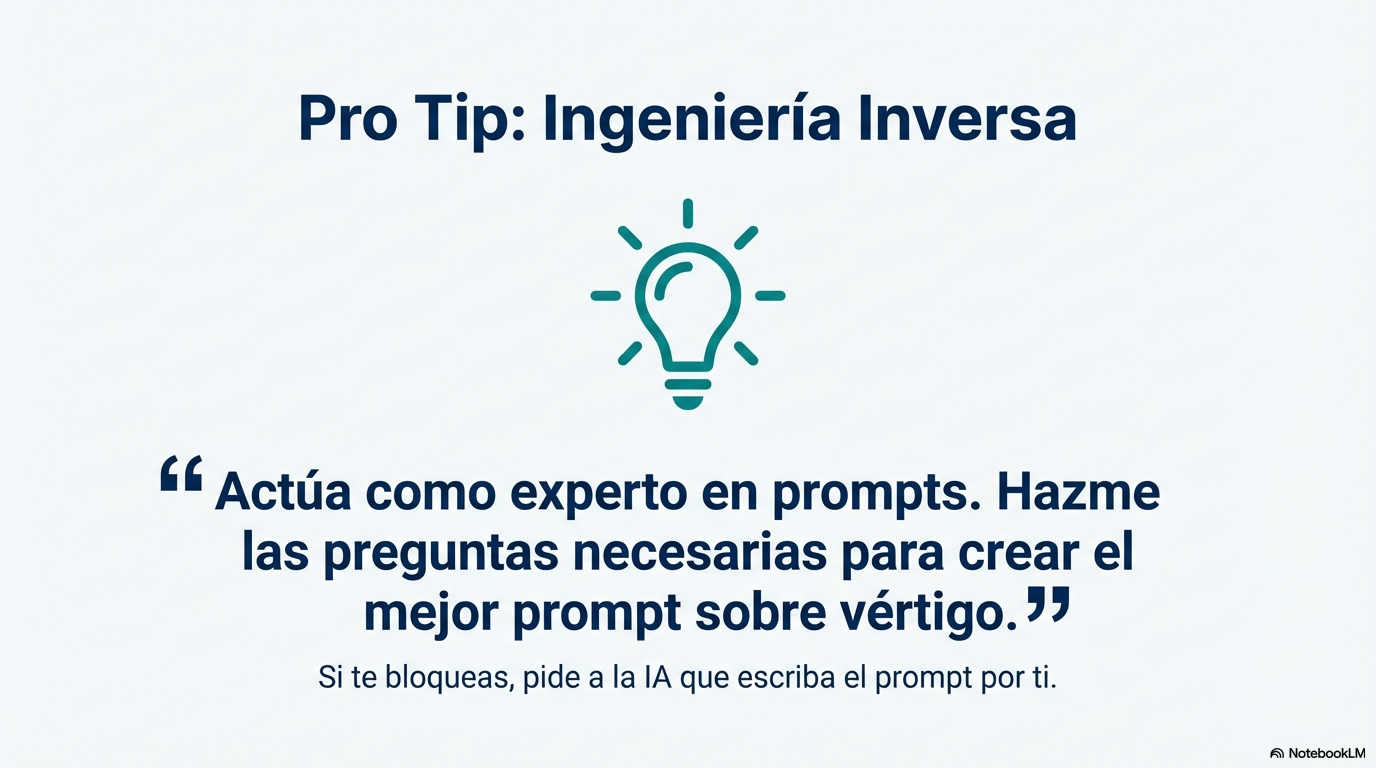 Pro Tip: Ingeniería Inversa
“Actúa como experto en prompts. Hazme
las preguntas necesarias para crear el
mejor prompt sobre vértigo.”
Si te bloqueas, pide a la IA que escriba el prompt por ti.
NotebookLM